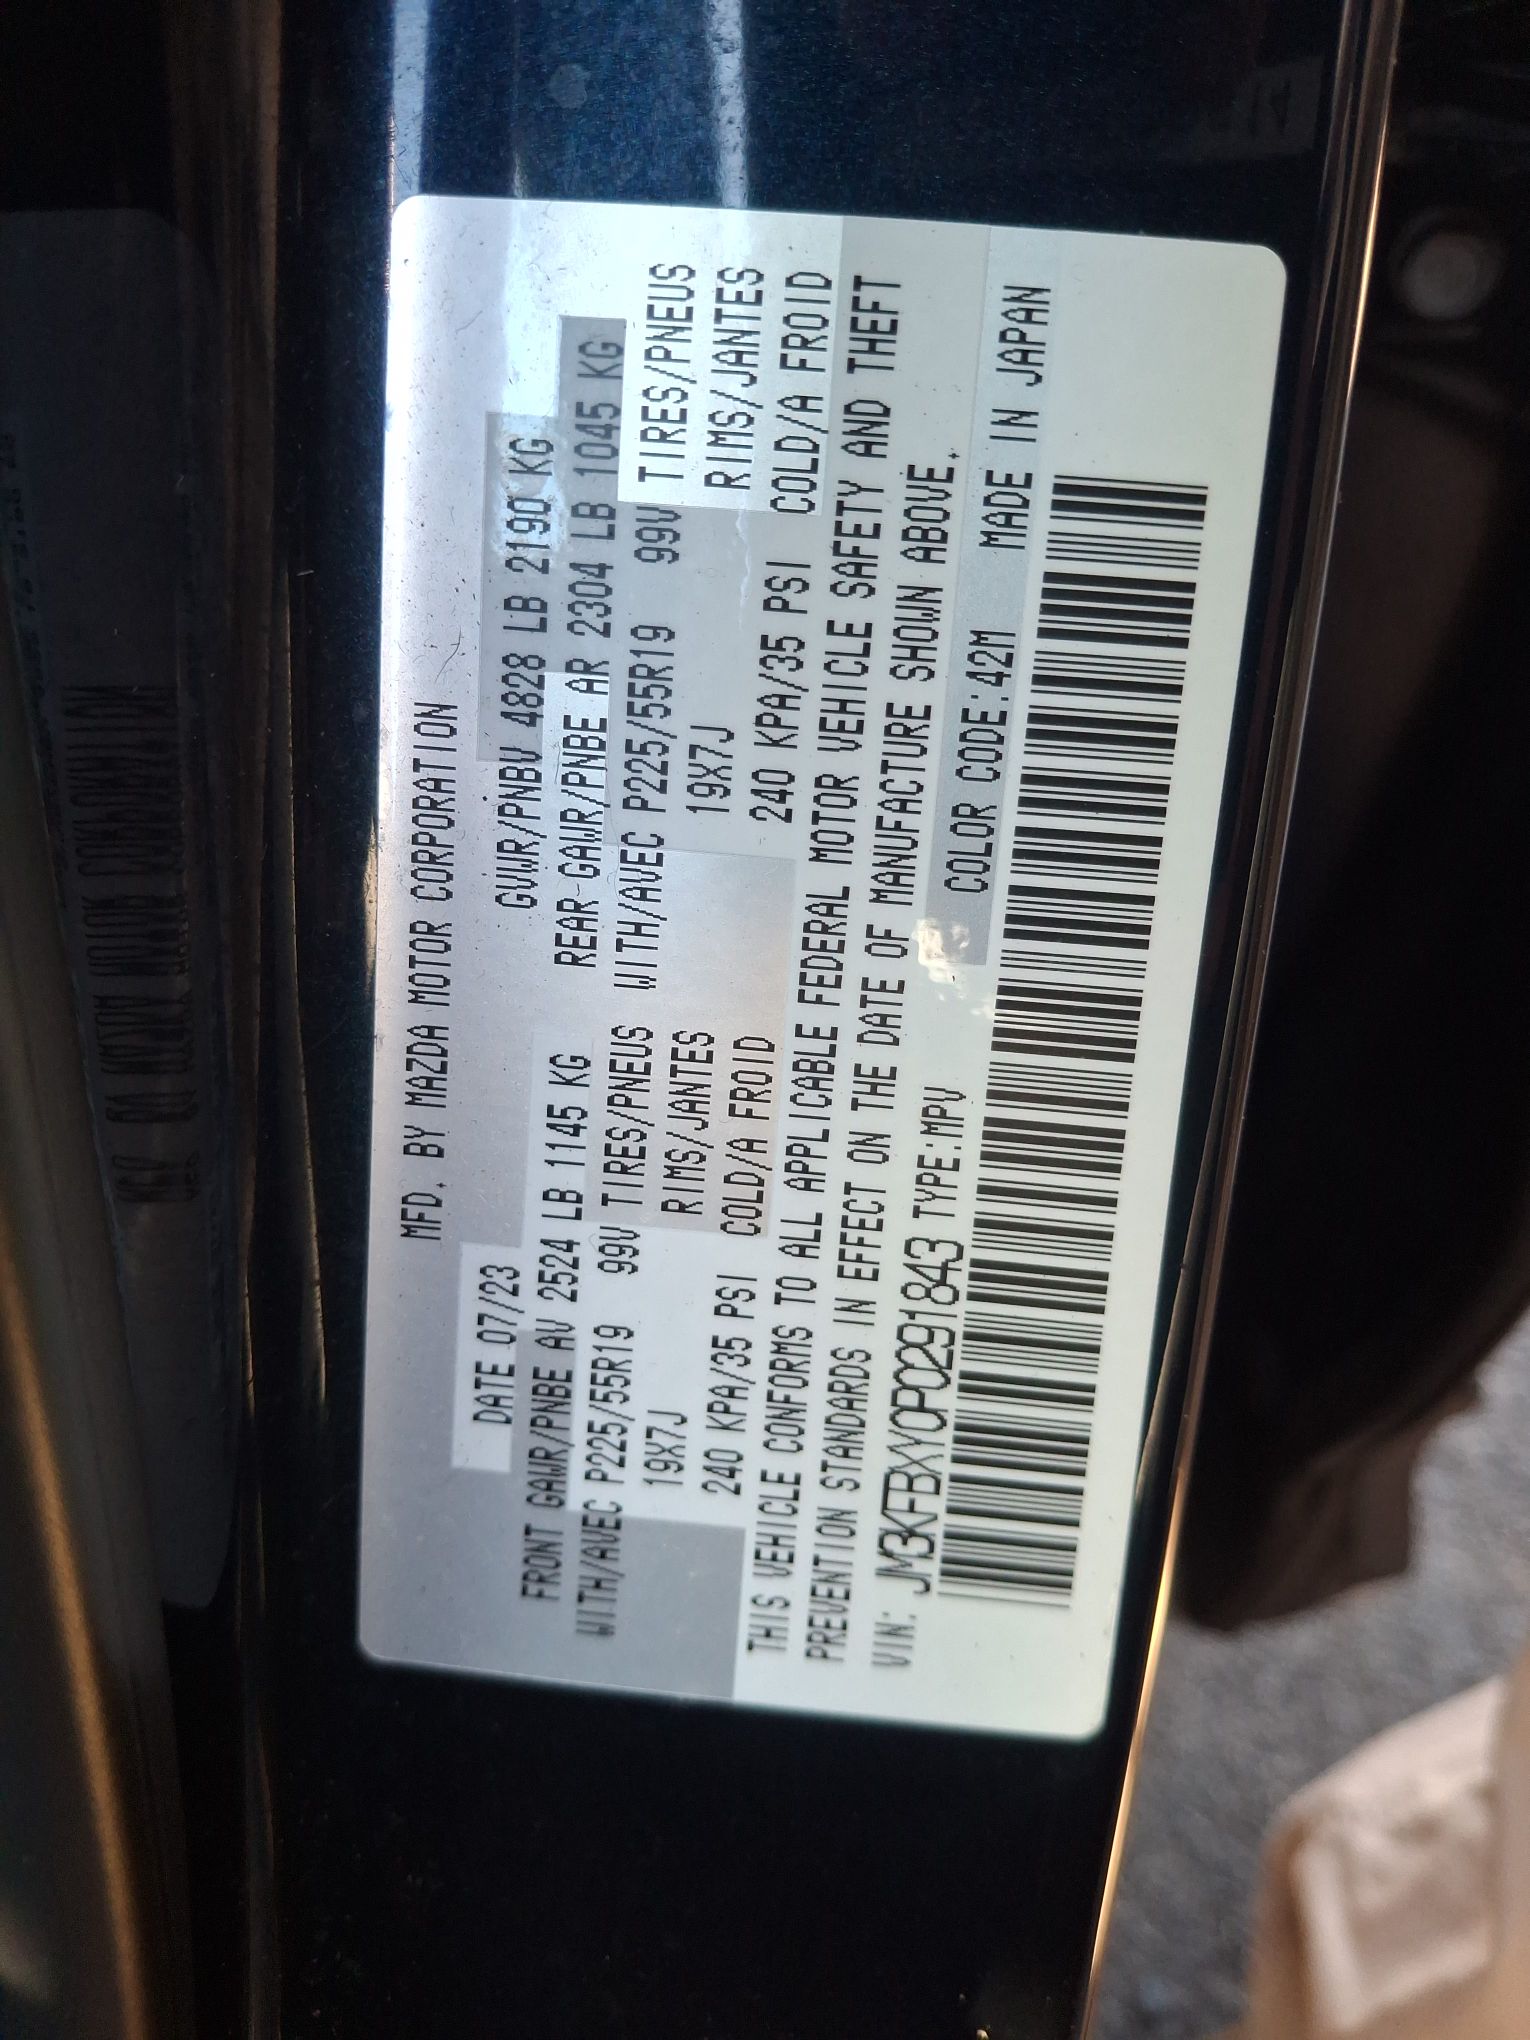 MFD. BY MAZDA MOTOR CORPORATION
DATE 07/23 GVWR/PNBV 4828 LB 2190 KG
FRONT GAWR/PNBE AV 2524 LB 1145 KG REAR GAWR/PNBE AR 2304 LB 1045 KG
WITH/AVEC P225/55R19 99V TIRES/PNEUS WITH/AVEC P225/55R19 99V TIRES/PNEUS
19X7J RIMS/JANTES 19X7J RIMS/JANTES
240 KPA/35 PSI COLD/A FROID 240 KPA/35 PSI COLD/A FROID
THIS VEHICLE CONFORMS TO ALL APPLICABLE FEDERAL MOTOR VEHICLE SAFETY AND THEFT
PREVENTION STANDARDS IN EFFECT ON THE DATE OF MANUFACTURE SHOWN ABOVE.
VIN: JM3KFBXY0P0291843 TYPE:MPV COLOR CODE:42M MADE IN JAPAN